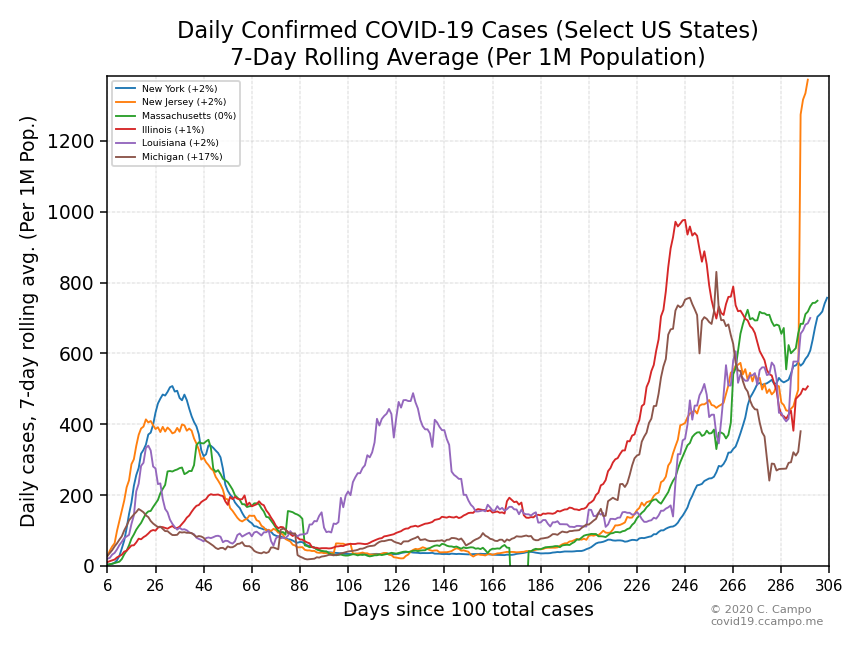 Daily Confirmed COVID-19 Cases (Select US States)
7-Day Rolling Average (Per 1M Population)
New York (+2%)
New Jersey (+2%)
Massachusetts (0%)
Illinois (+1%)
Louisiana (+2%)
Michigan (+17%)
Daily cases, 7-day rolling avg. (Per 1M Pop.)
1200
1000
800
600
400
200
0
6 26 46 66 86 106 126 146 166 186 206 226 246 266 286 306
Days since 100 total cases
© 2020 C. Campo
covid19.ccampo.me